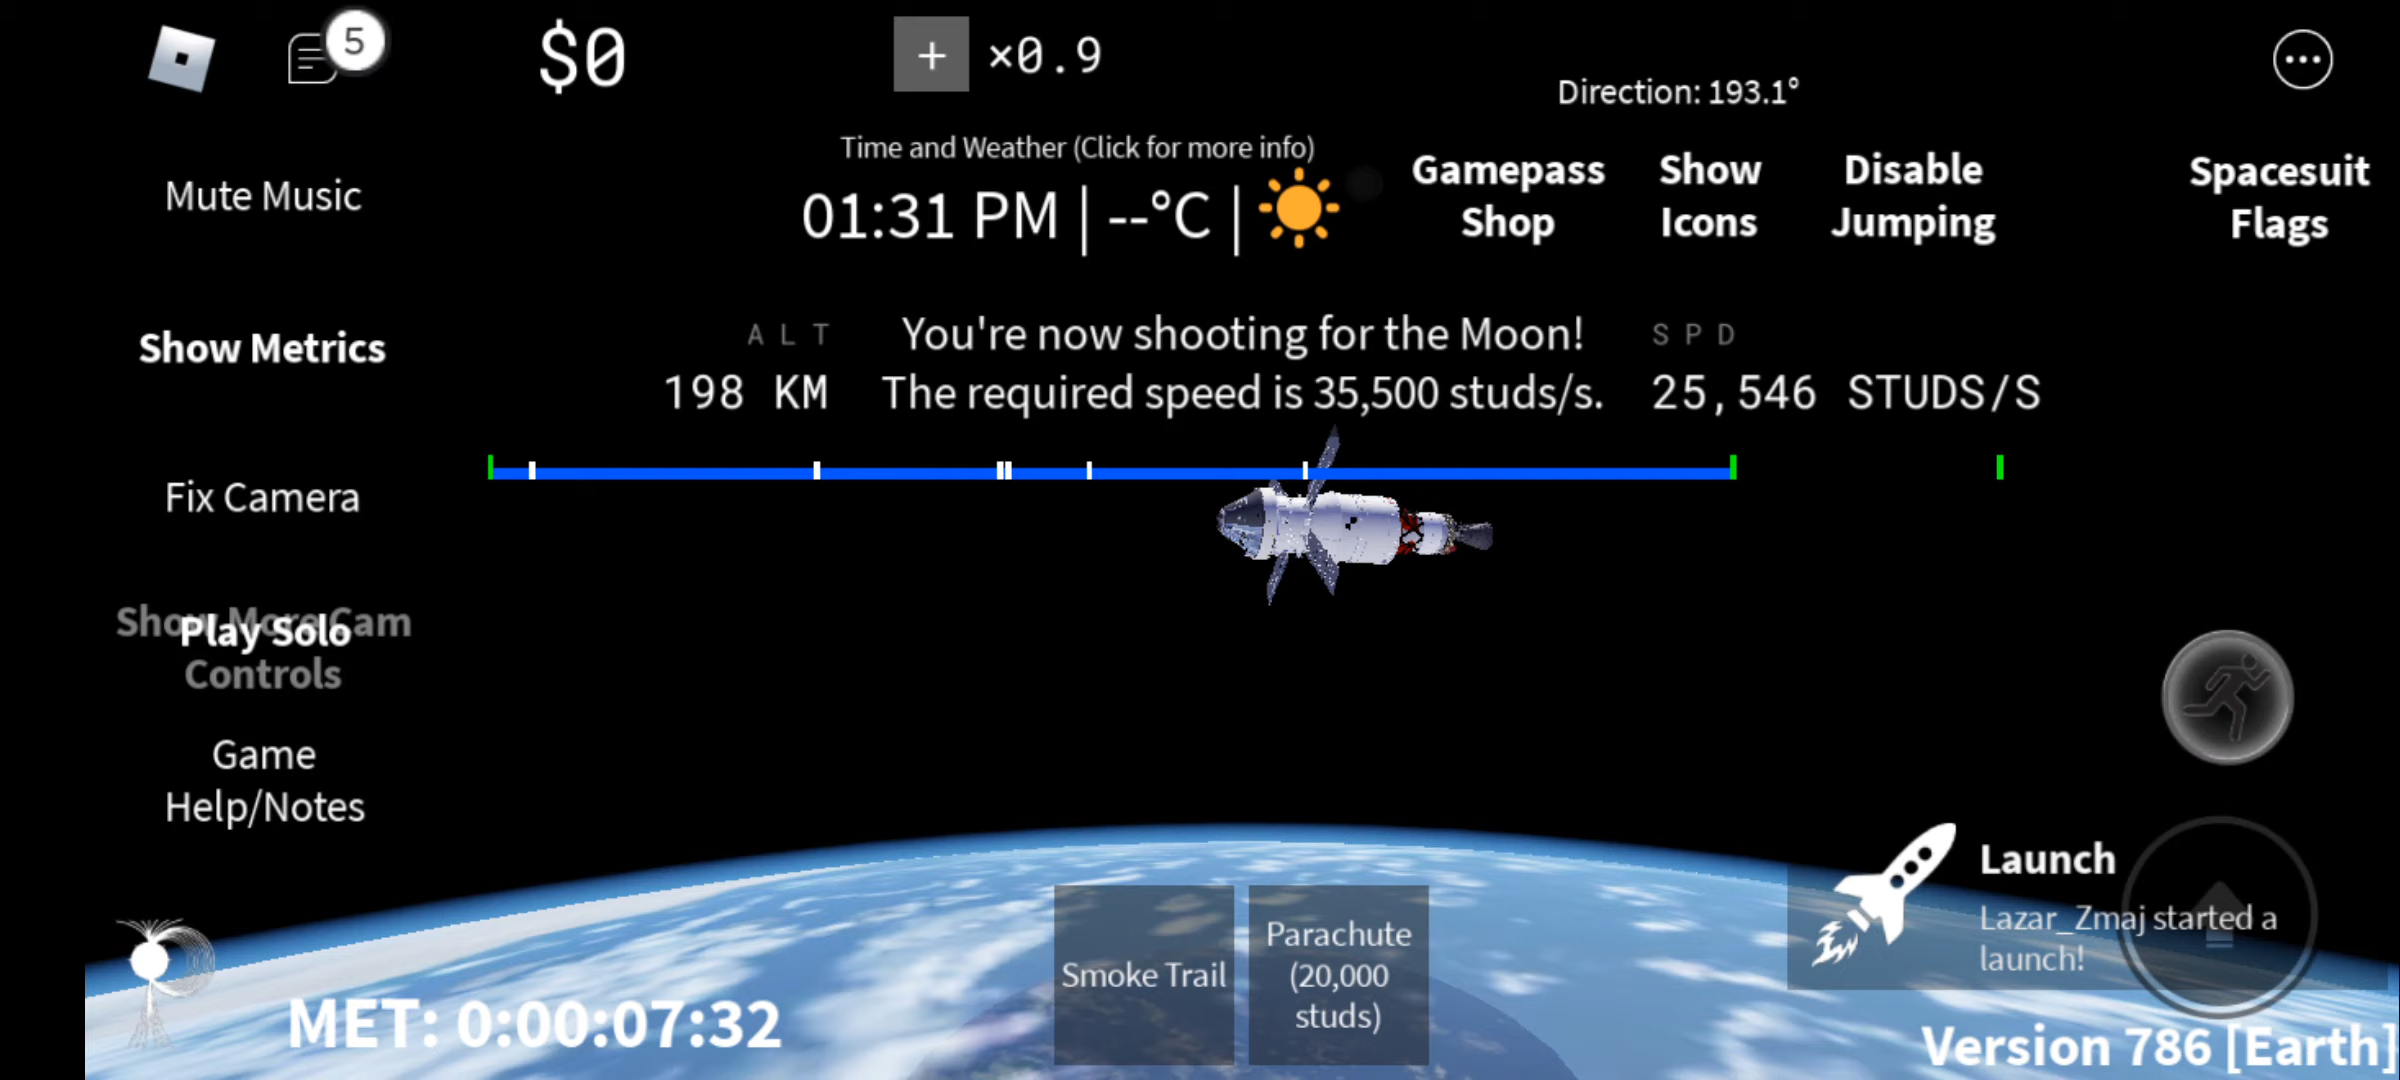 5
$0
+ ×0.9
Direction: 193.1°
Time and Weather (Click for more info)
01:31 PM | --°C |
Gamepass
Shop
Show
Icons
Disable
Jumping
Spacesuit
Flags
Mute Music
Show Metrics
Fix Camera
Show More Cam
Controls
Play Solo
Game
Help/Notes
ALT
198 KM
You're now shooting for the Moon!
The required speed is 35,500 studs/s.
SPD
25,546 STUDS/S
Launch
Lazar_Zmaj started a
launch!
Smoke Trail
Parachute
(20,000
studs)
MET: 0:00:07:32
Version 786 [Earth]